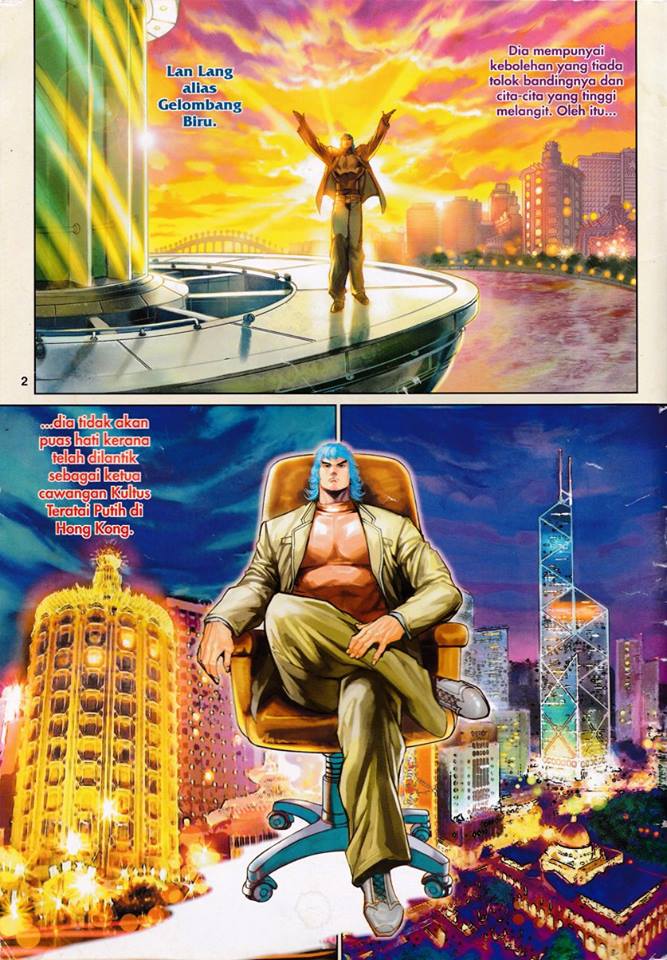 Lan Lang
alias
Gelombang
Biru.
Dia mempunyai
kebolehan yang tiada
tolok bandingnya dan
cita-cita yang tinggi
melangit. Oleh itu...
2
...dia tidak akan
puas hati kerana
telah dilantik
sebagai ketua
cawangan Kultus
Teratai Putih di
Hong Kong.